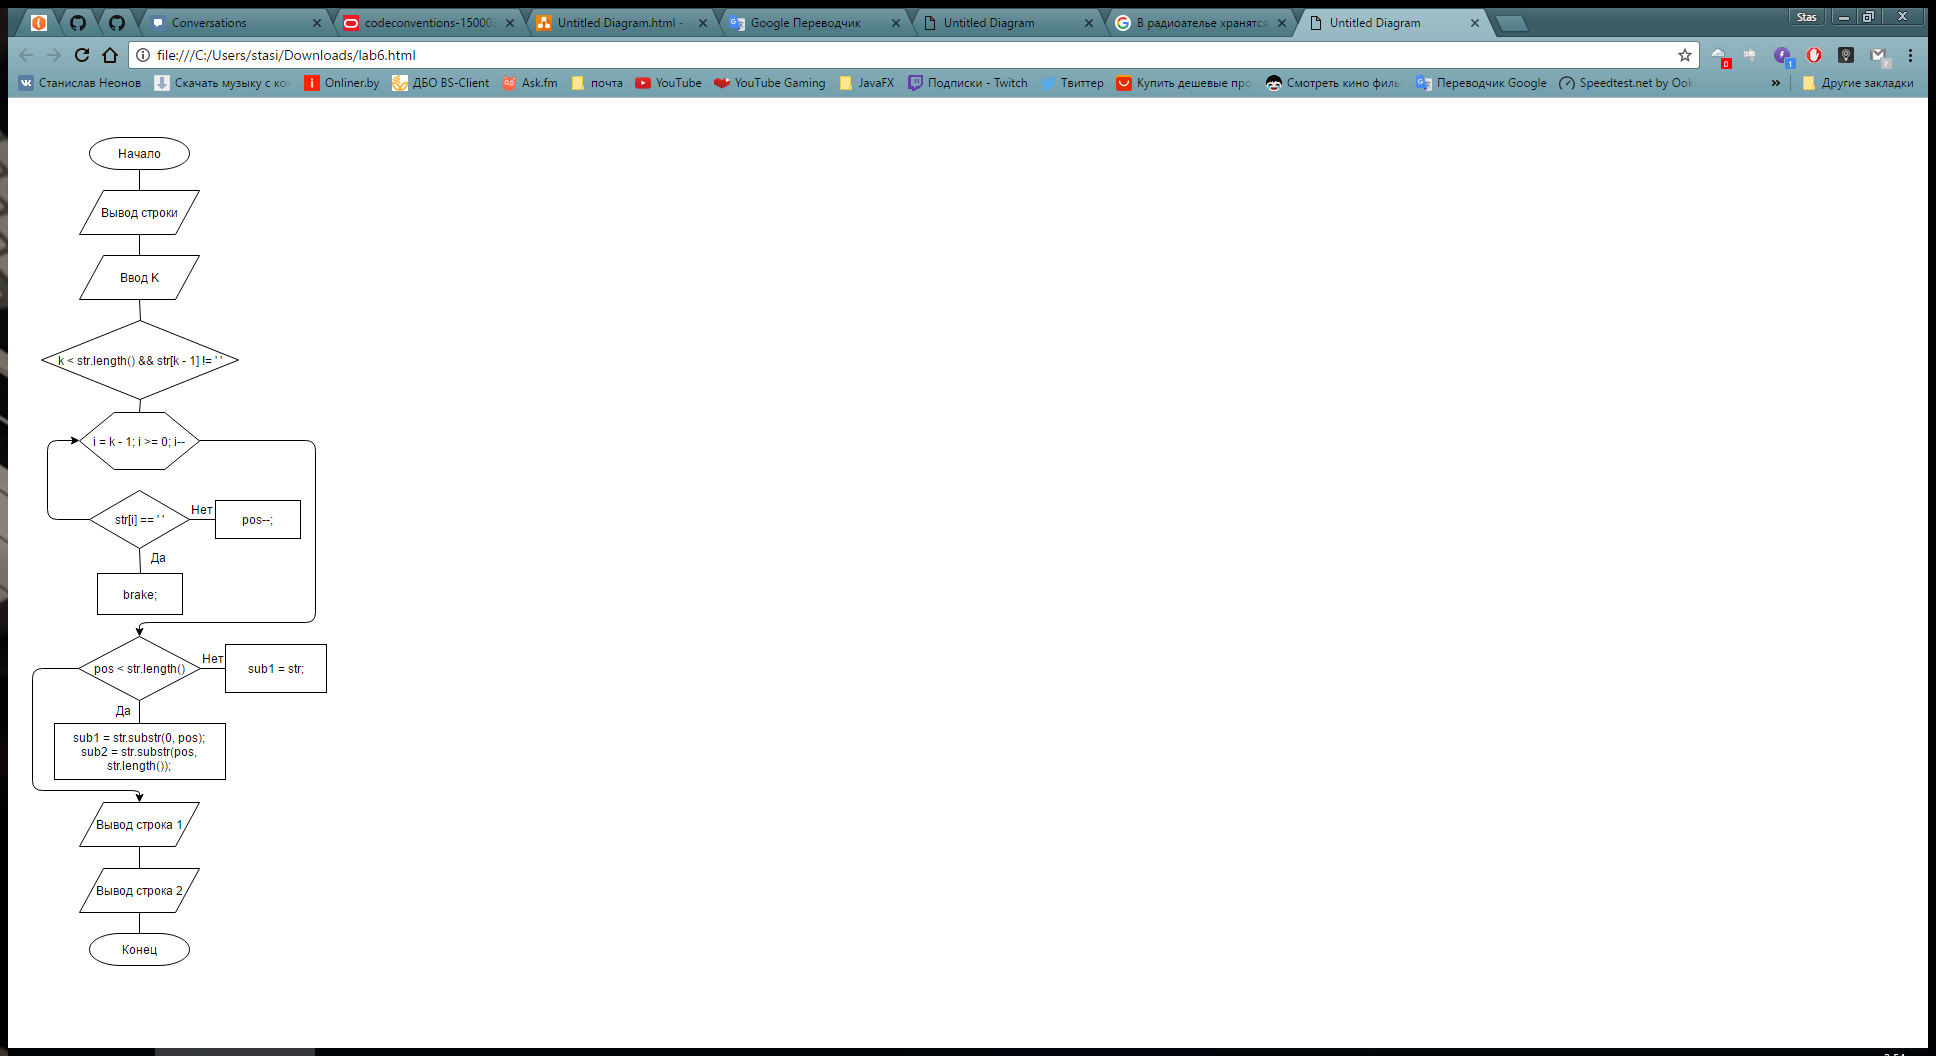 Conversations
codeconventions-15000
Untitled Diagram.html -
Google Переводчик
Untitled Diagram
В радиоателье хранятся
Untitled Diagram
Stas
file:///C:/Users/stasi/Downloads/lab6.html
0
1
?
Станислав Неонов
Скачать музыку с кон
Onliner.by
ДБО BS-Client
Ask.fm
почта
YouTube
YouTube Gaming
JavaFX
Подписки - Twitch
Твиттер
Купить дешевые про
Смотреть кино филь
Переводчик Google
Speedtest.net by Ook
»
Другие закладки
Начало
Вывод строки
Ввод K
k < str.length() && str[k - 1] != ' '
i = k - 1; i >= 0; i--
str[i] == ' '
Нет
pos--;
Да
brake;
pos < str.length()
Нет
sub1 = str;
Да
sub1 = str.substr(0, pos);
sub2 = str.substr(pos,
str.length());
Вывод строка 1
Вывод строка 2
Конец